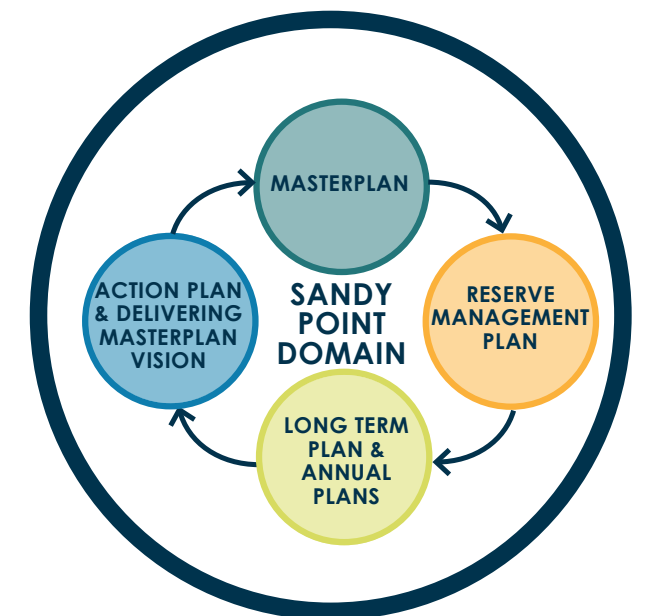 MASTERPLAN
SANDY
POINT
DOMAIN
RESERVE
MANAGEMENT
PLAN
LONG TERM
PLAN &
ANNUAL
PLANS
ACTION PLAN
& DELIVERING
MASTERPLAN
VISION